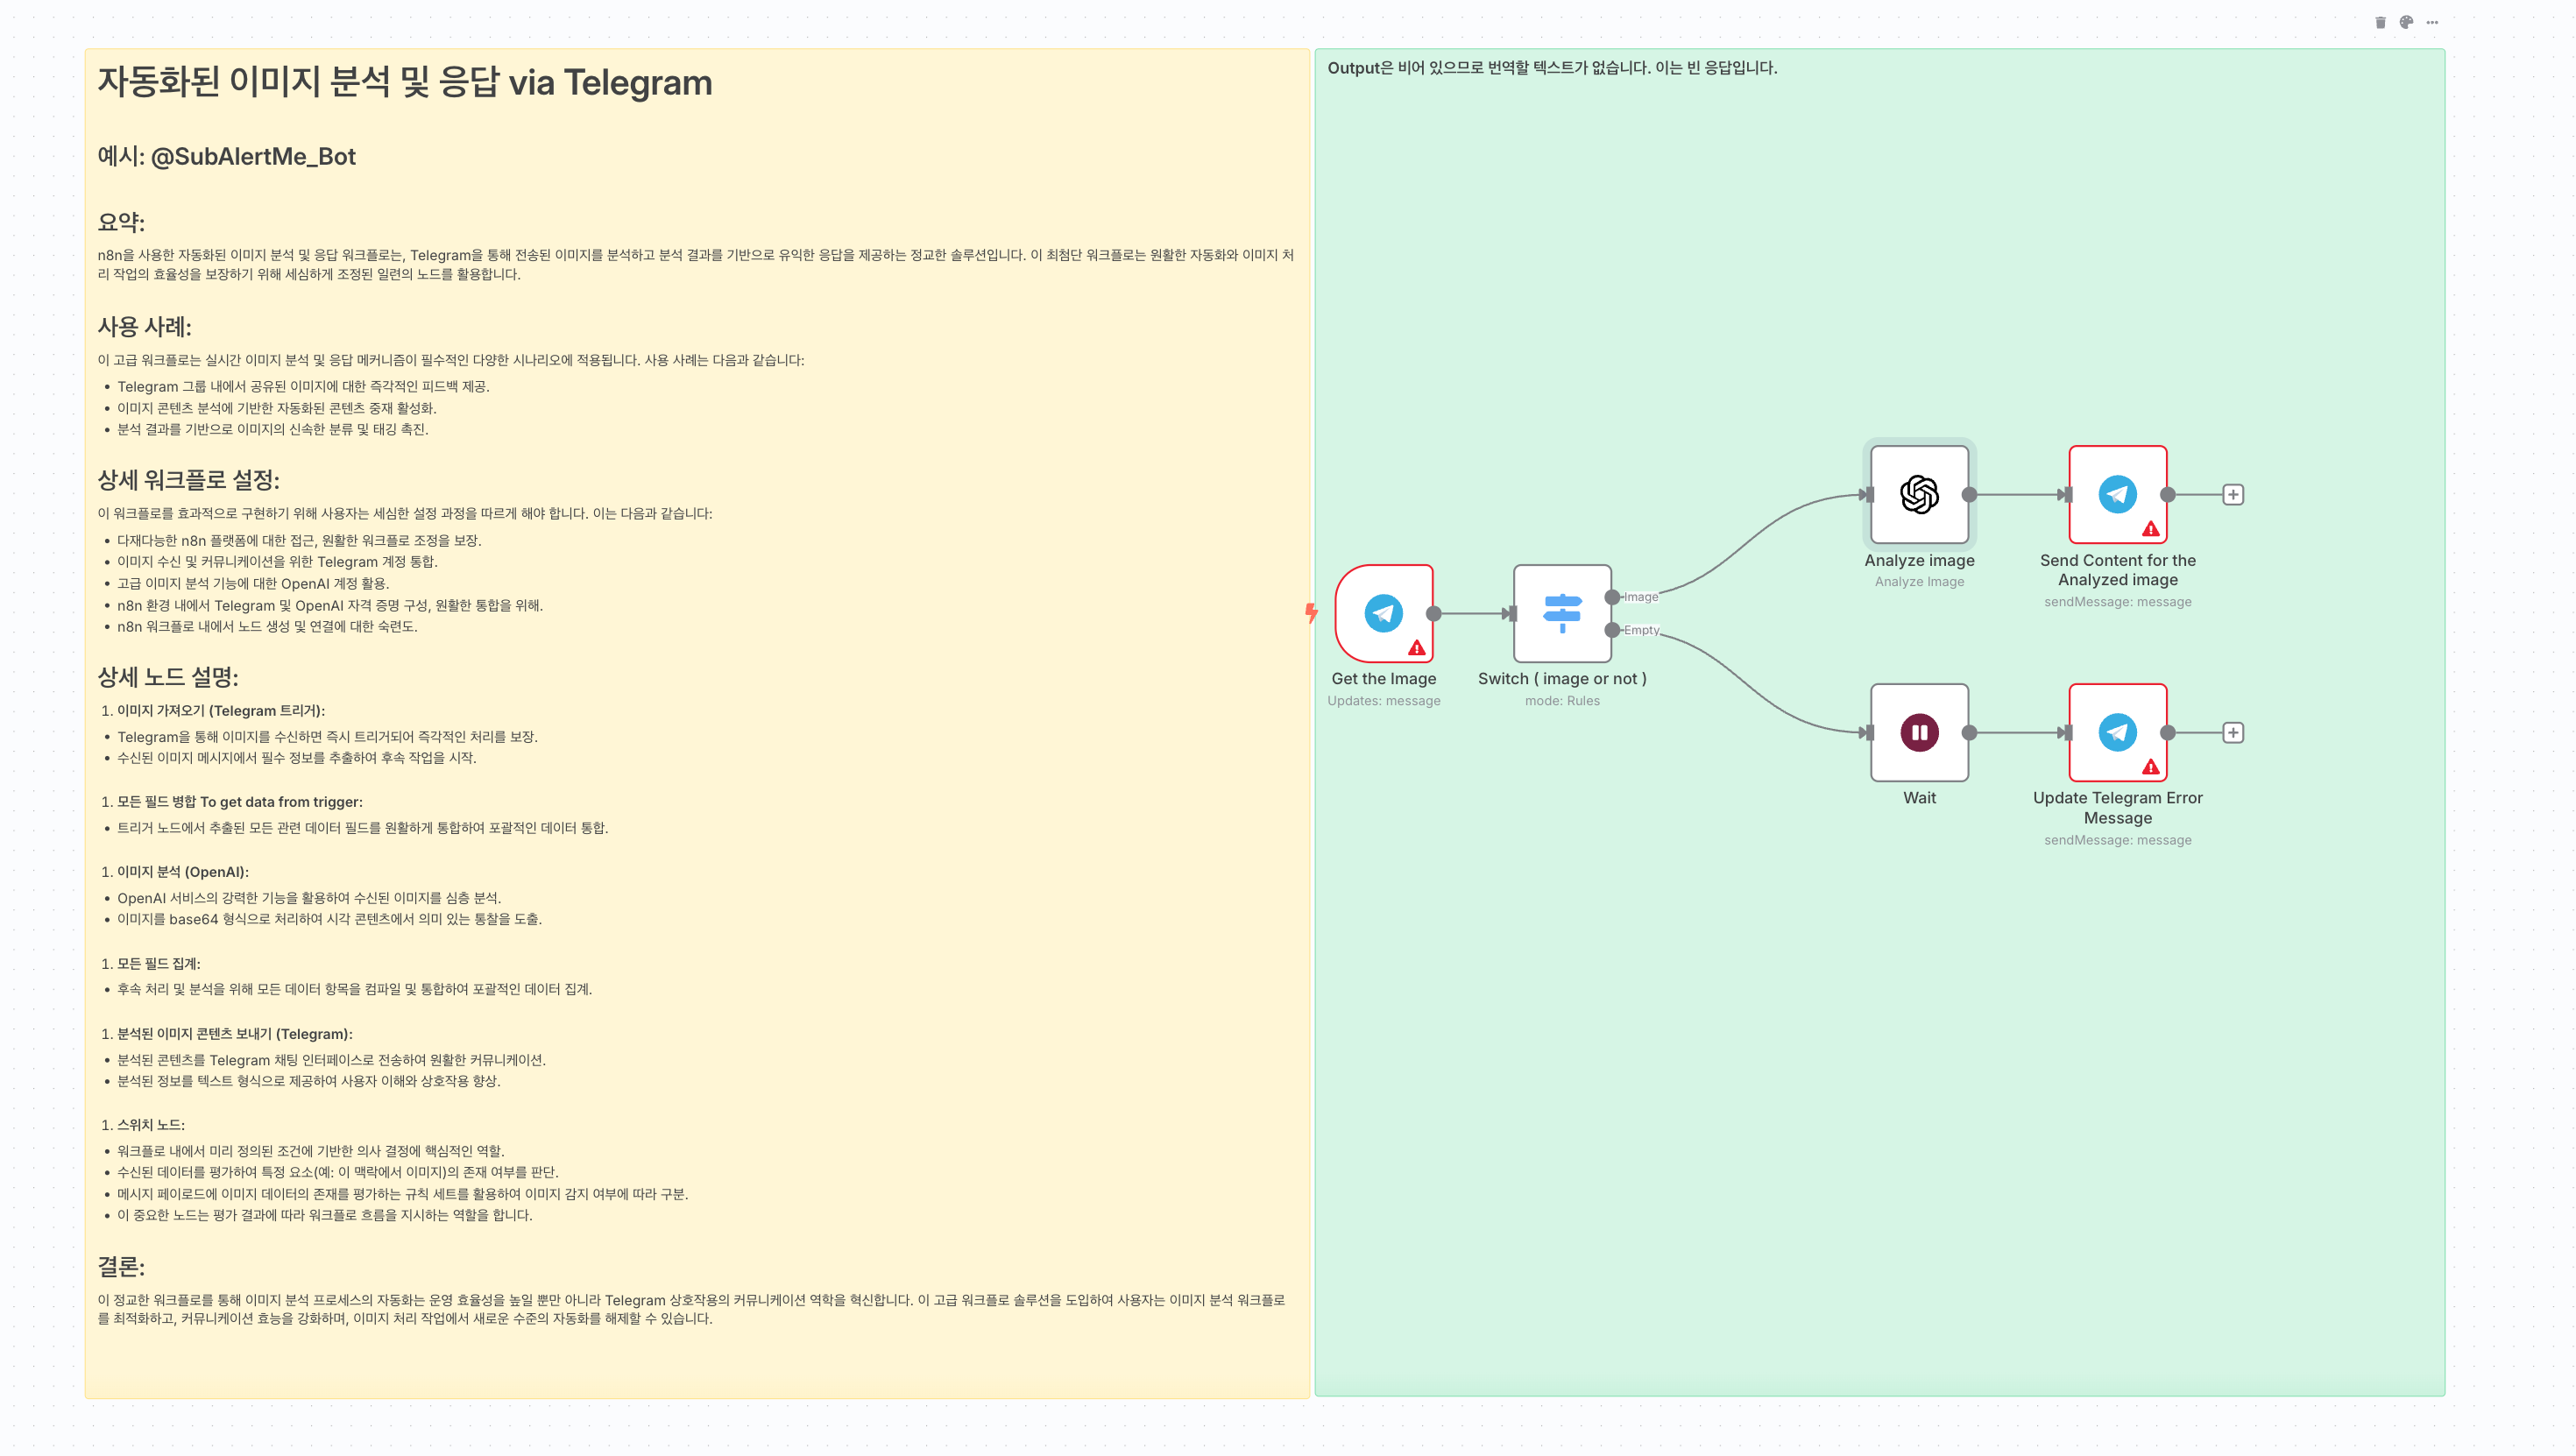 자동화된 이미지 분석 및 응답 via Telegram
예시: @SubAlertMe_Bot
요약:
n8n을 사용한 자동화된 이미지 분석 및 응답 워크플로는, Telegram을 통해 전송된 이미지를 분석하고 분석 결과를 기반으로 유익한 응답을 제공하는 정교한 솔루션입니다. 이 최첨단 워크플로는 원활한 자동화와 이미지 처
리 작업의 효율성을 보장하기 위해 세심하게 조정된 일련의 노드를 활용합니다.
사용 사례:
이 고급 워크플로는 실시간 이미지 분석 및 응답 메커니즘이 필수적인 다양한 시나리오에 적용됩니다. 사용 사례는 다음과 같습니다:
• Telegram 그룹 내에서 공유된 이미지에 대한 즉각적인 피드백 제공.
• 이미지 콘텐츠 분석에 기반한 자동화된 콘텐츠 중재 활성화.
• 분석 결과를 기반으로 이미지의 신속한 분류 및 태깅 촉진.
상세 워크플로 설정:
이 워크플로를 효과적으로 구현하기 위해 사용자는 세심한 설정 과정을 따르게 해야 합니다. 이는 다음과 같습니다:
• 다재다능한 n8n 플랫폼에 대한 접근, 원활한 워크플로 조정을 보장.
• 이미지 수신 및 커뮤니케이션을 위한 Telegram 계정 통합.
• 고급 이미지 분석 기능에 대한 OpenAI 계정 활용.
• n8n 환경 내에서 Telegram 및 OpenAI 자격 증명 구성, 원활한 통합을 위해.
• n8n 워크플로 내에서 노드 생성 및 연결에 대한 숙련도.
상세 노드 설명:
1. 이미지 가져오기 (Telegram 트리거):
• Telegram을 통해 이미지를 수신하면 즉시 트리거되어 즉각적인 처리를 보장.
• 수신된 이미지 메시지에서 필수 정보를 추출하여 후속 작업을 시작.
1. 모든 필드 병합 To get data from trigger:
• 트리거 노드에서 추출된 모든 관련 데이터 필드를 원활하게 통합하여 포괄적인 데이터 통합.
1. 이미지 분석 (OpenAI):
• OpenAI 서비스의 강력한 기능을 활용하여 수신된 이미지를 심층 분석.
• 이미지를 base64 형식으로 처리하여 시각 콘텐츠에서 의미 있는 통찰을 도출.
1. 모든 필드 집계:
• 후속 처리 및 분석을 위해 모든 데이터 항목을 컴파일 및 통합하여 포괄적인 데이터 집계.
1. 분석된 이미지 콘텐츠 보내기 (Telegram):
• 분석된 콘텐츠를 Telegram 채팅 인터페이스로 전송하여 원활한 커뮤니케이션.
• 분석된 정보를 텍스트 형식으로 제공하여 사용자 이해와 상호작용 향상.
1. 스위치 노드:
• 워크플로 내에서 미리 정의된 조건에 기반한 의사 결정에 핵심적인 역할.
• 수신된 데이터를 평가하여 특정 요소(예: 이 맥락에서 이미지)의 존재 여부를 판단.
• 메시지 페이로드에 이미지 데이터의 존재를 평가하는 규칙 세트를 활용하여 이미지 감지 여부에 따라 구분.
• 이 중요한 노드는 평가 결과에 따라 워크플로 흐름을 지시하는 역할을 합니다.
결론:
이 정교한 워크플로를 통해 이미지 분석 프로세스의 자동화는 운영 효율성을 높일 뿐만 아니라 Telegram 상호작용의 커뮤니케이션 역학을 혁신합니다. 이 고급 워크플로 솔루션을 도입하여 사용자는 이미지 분석 워크플로
를 최적화하고, 커뮤니케이션 효능을 강화하며, 이미지 처리 작업에서 새로운 수준의 자동화를 해제할 수 있습니다.
Output은 비어 있으므로 번역할 텍스트가 없습니다. 이는 빈 응답입니다.
Get the Image
Updates: message
Switch ( image or not )
mode: Rules
Image
Empty
Analyze image
Analyze Image
Send Content for the
Analyzed image
sendMessage: message
Wait
Update Telegram Error
Message
sendMessage: message